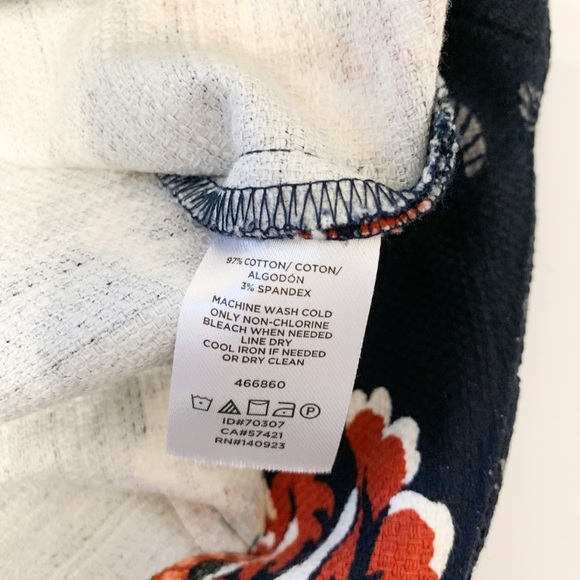 97% COTTON/ COTON/
ALGODÓN
3% SPANDEX
MACHINE WASH COLD
ONLY NON-CHLORINE
BLEACH WHEN NEEDED
LINE DRY
COOL IRON IF NEEDED
OR DRY CLEAN
466860
P
ID#70307
CA#57421
RN#140923